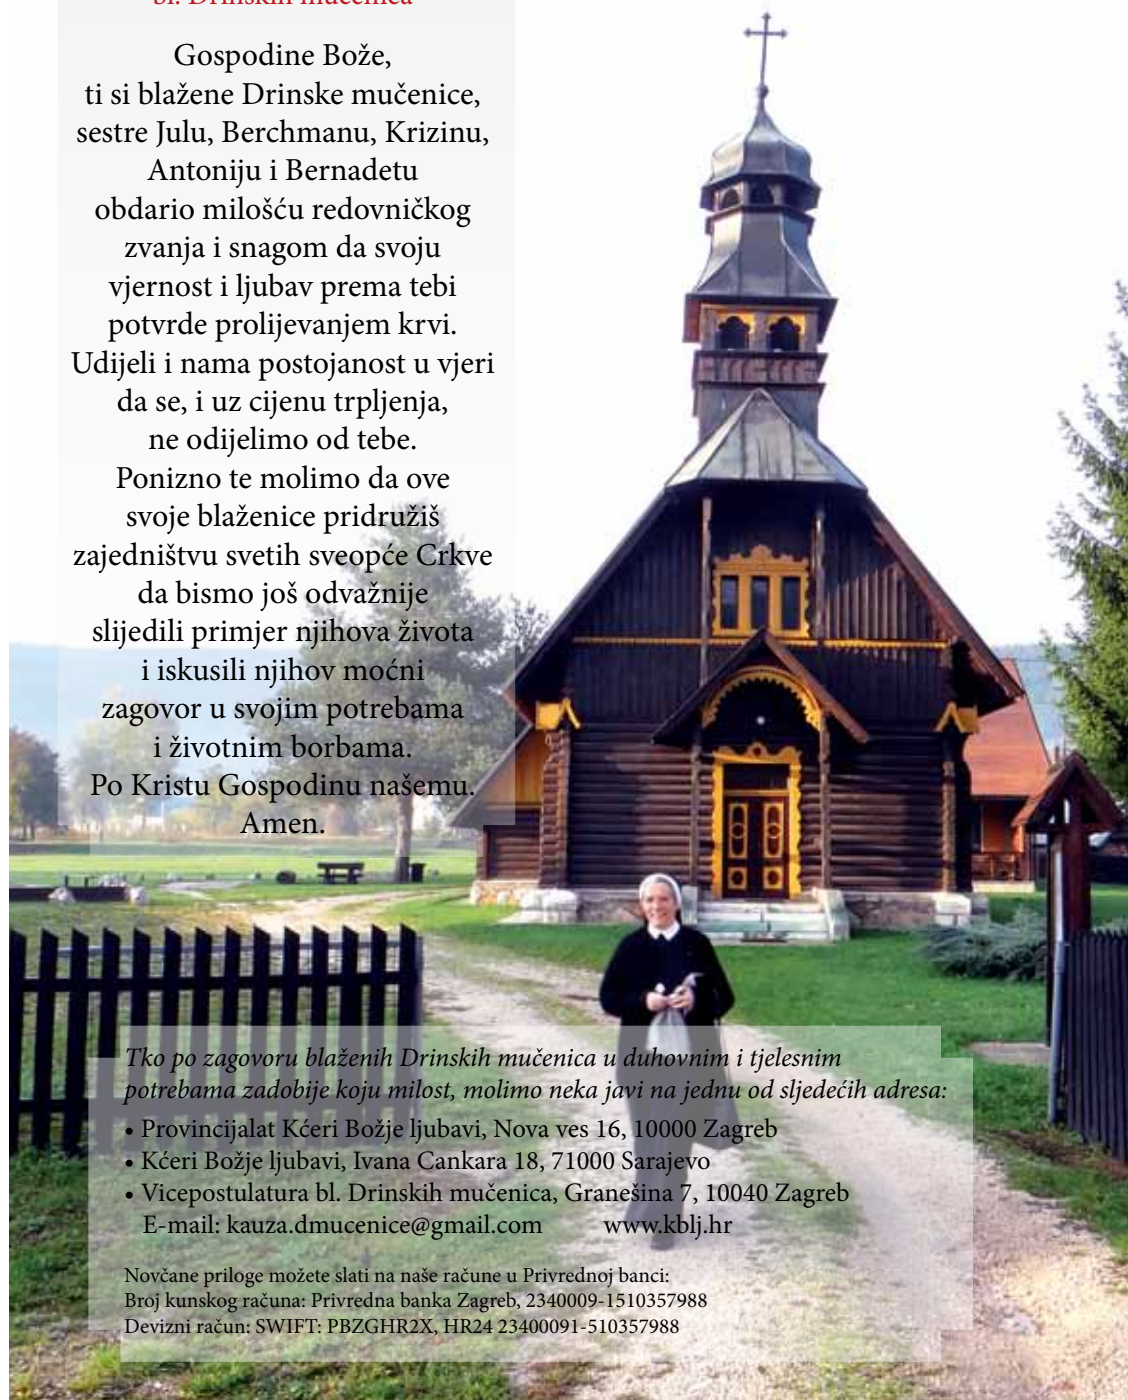 bl. Drinskih mučenica
Gospodine Bože,
ti si blažene Drinske mučenice,
sestre Julu, Berchmanu, Krizinu,
Antoniju i Bernadetu
obdario milošću redovničkog
zvanja i snagom da svoju
vjernost i ljubav prema tebi
potvrde prolijevanjem krvi.
Udijeli i nama postojanost u vjeri
da se, i uz cijenu trpljenja,
ne odijelimo od tebe.
Ponizno te molimo da ove
svoje blaženice pridružiš
zajedništvu svetih sveopće Crkve
da bismo još odvažnije
slijedili primjer njihova života
i iskusili njihov moćni
zagovor u svojim potrebama
i životnim borbama.
Po Kristu Gospodinu našemu.
Amen.
Tko po zagovoru blaženih Drinskih mučenica u duhovnim i tjelesnim
potrebama zadobije koju milost, molimo neka javi na jednu od sljedećih adresa:
• Provincijalat Kćeri Božje ljubavi, Nova ves 16, 10000 Zagreb
• Kćeri Božje ljubavi, Ivana Cankara 18, 71000 Sarajevo
• Vicepostulatura bl. Drinskih mučenica, Granešina 7, 10040 Zagreb
E-mail: kauza.dmucenice@gmail.com www.kblj.hr
Novčane priloge možete slati na naše račune u Privrednoj banci:
Broj kunskog računa: Privredna banka Zagreb, 2340009-1510357988
Devizni račun: SWIFT: PBZGHR2X, HR24 23400091-510357988